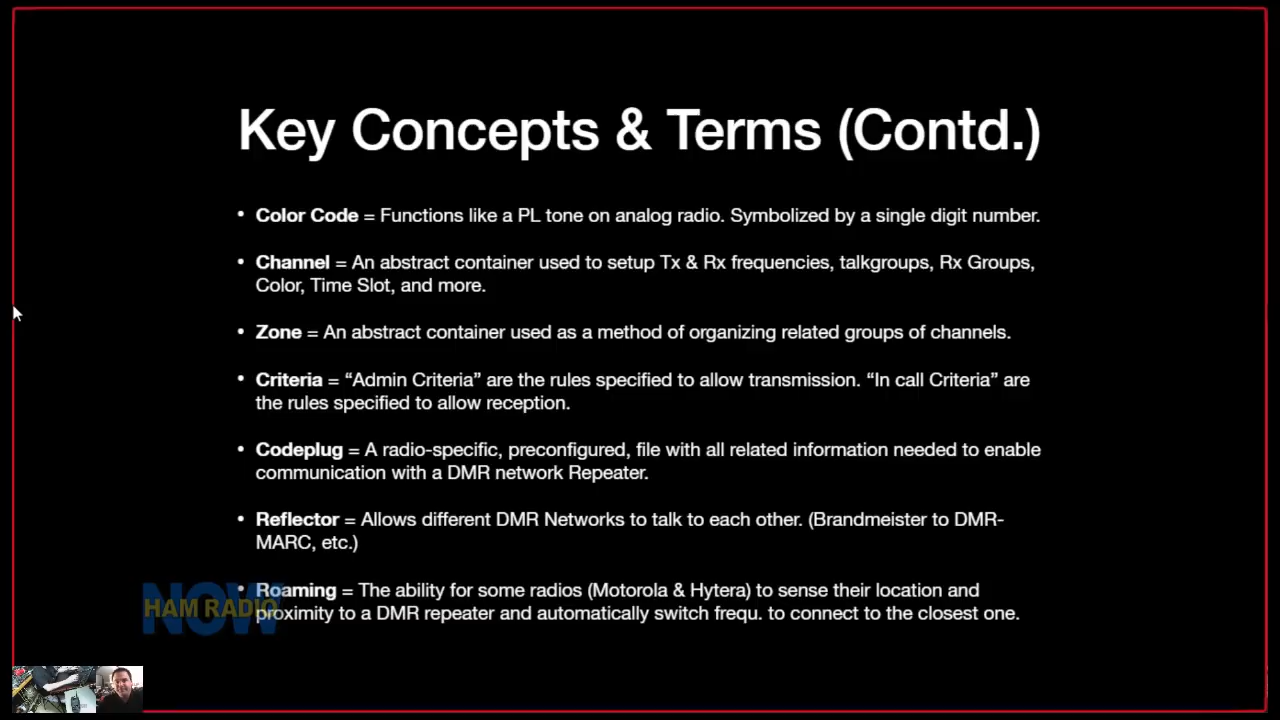 Key Concepts & Terms (Contd.)
• Color Code = Functions like a PL tone on analog radio. Symbolized by a single digit number.
• Channel = An abstract container used to setup Tx & Rx frequencies, talkgroups, Rx Groups,
Color, Time Slot, and more.
• Zone = An abstract container used as a method of organizing related groups of channels.
• Criteria = “Admin Criteria” are the rules specified to allow transmission. “In call Criteria” are
the rules specified to allow reception.
• Codeplug = A radio-specific, preconfigured, file with all related information needed to enable
communication with a DMR network Repeater.
• Reflector = Allows different DMR Networks to talk to each other. (Brandmeister to DMR-
MARC, etc.)
• Roaming = The ability for some radios (Motorola & Hytera) to sense their location and
proximity to a DMR repeater and automatically switch frequ. to connect to the closest one.
NOW
HAM RADIO